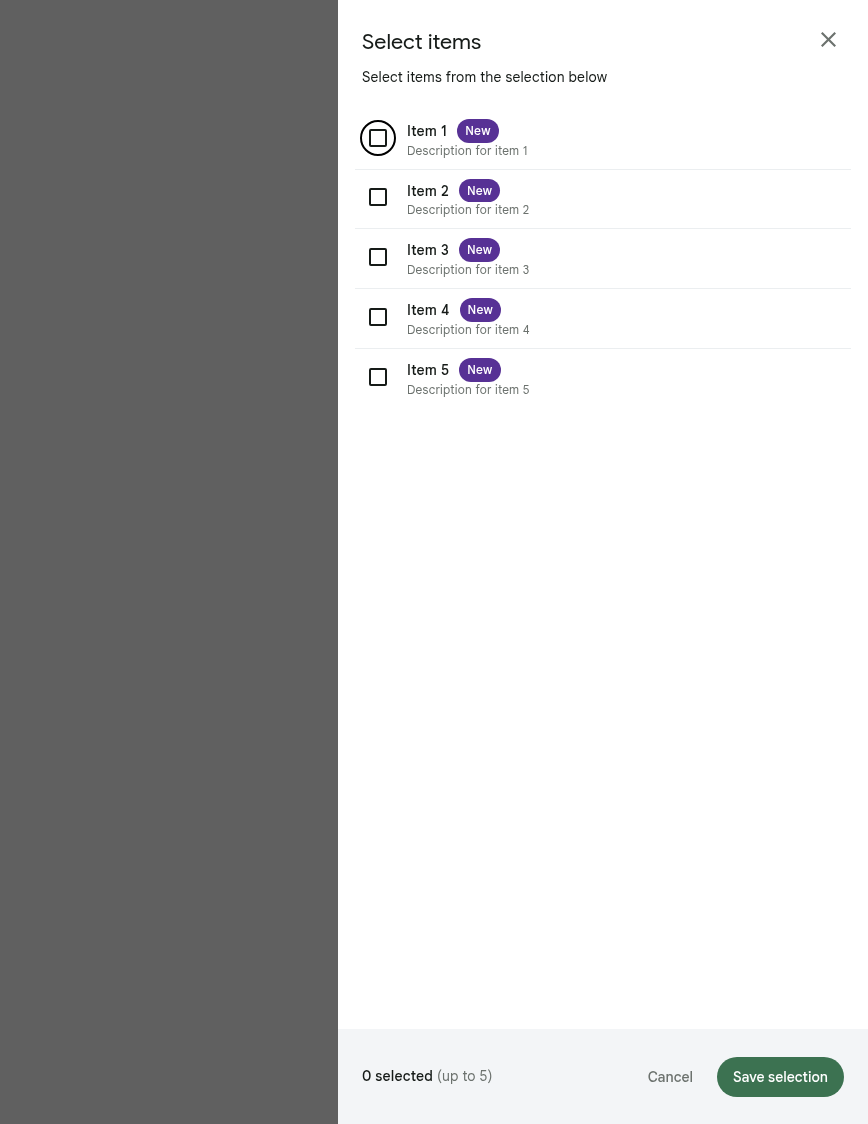 Select items
Select items from the selection below
Item 1 New
Description for item 1
Item 2 New
Description for item 2
Item 3 New
Description for item 3
Item 4 New
Description for item 4
Item 5 New
Description for item 5
0 selected (up to 5) Cancel Save selection